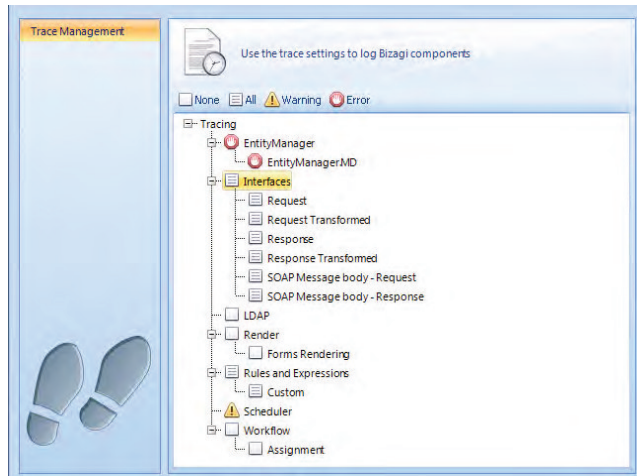 Trace Management
Use the trace settings to log Bizagi components
None All Warning Error
Tracing
EntityManager
EntityManager.MD
Interfaces
Request
Request Transformed
Response
Response Transformed
SOAP Message body - Request
SOAP Message body - Response
LDAP
Render
Forms Rendering
Rules and Expressions
Custom
Scheduler
Workflow
Assignment